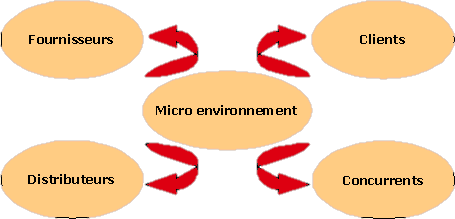 Fournisseurs
Clients
Micro environnement
Distributeurs
Concurrents